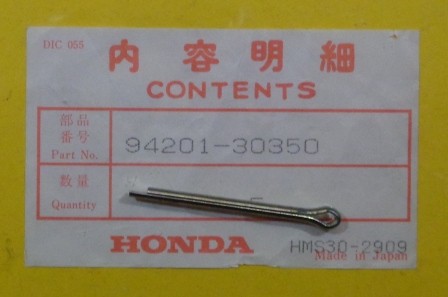 DIC 055
内容明細
CONTENTS
部品
番号
Part No.
94201-30350
数量
Quantity
HONDA
HMS30-2909
Made in Japan